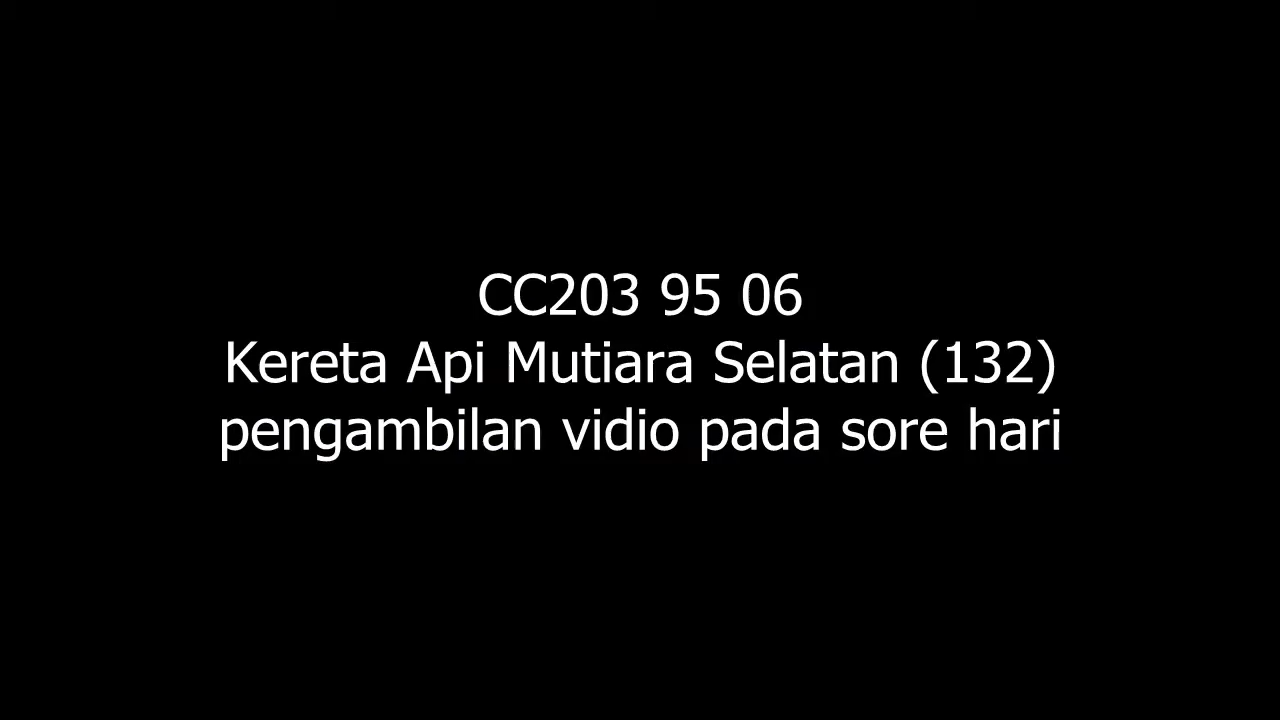 CC203 95 06
Kereta Api Mutiara Selatan (132)
pengambilan vidio pada sore hari